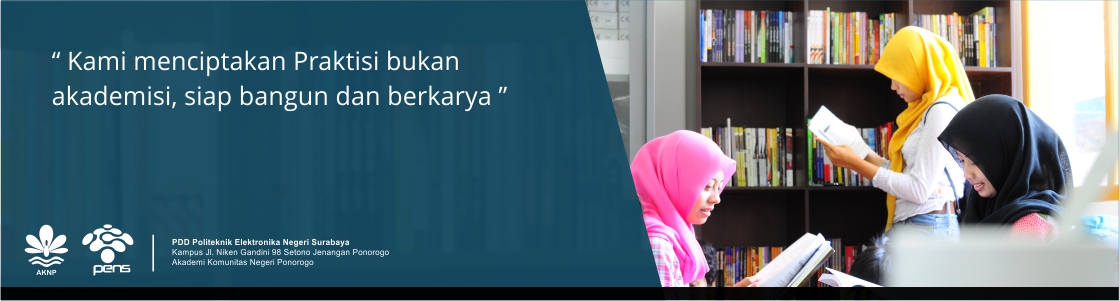 “ Kami menciptakan Praktisi bukan
akademisi, siap bangun dan berkarya ”
AKNP
pens
PDD Politeknik Elektronika Negeri Surabaya
Kampus Jl. Niken Gandini 98 Setono Jenangan Ponorogo
Akademi Komunitas Negeri Ponorogo